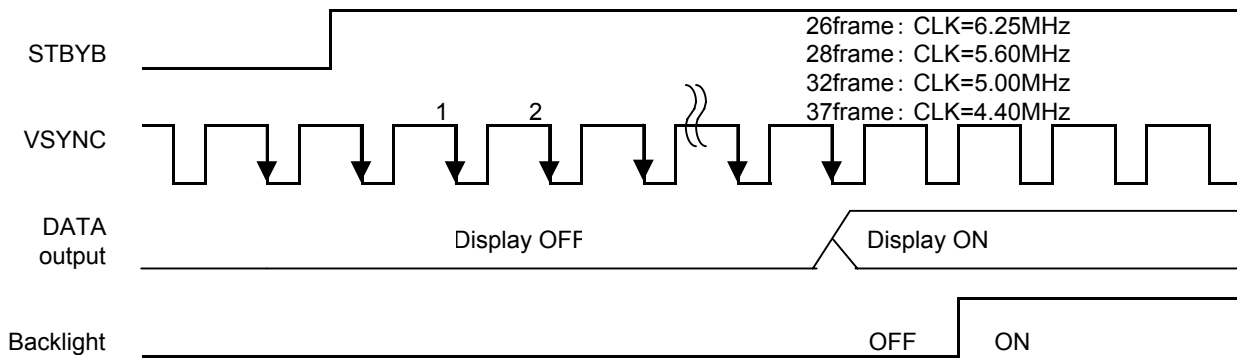 26frame: CLK=6.25MHz
STBYB
28frame: CLK=5.60MHz
32frame: CLK=5.00MHz
1 2 37frame: CLK=4.40MHz
VSYNC
DATA
output
Display OFF Display ON
Backlight OFF ON